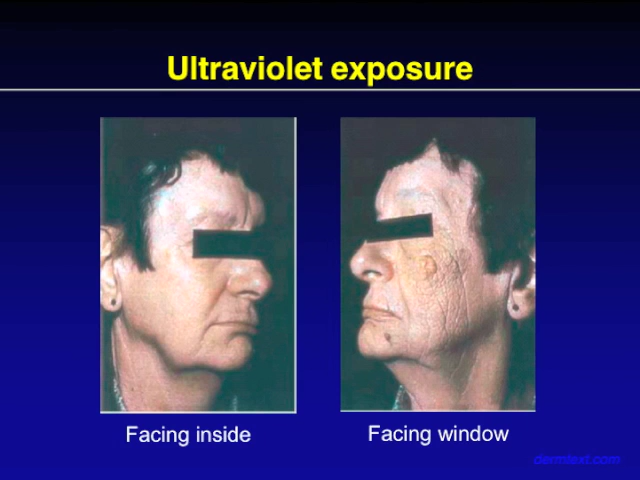 Ultraviolet exposure
Facing inside
Facing window
dermtext.com